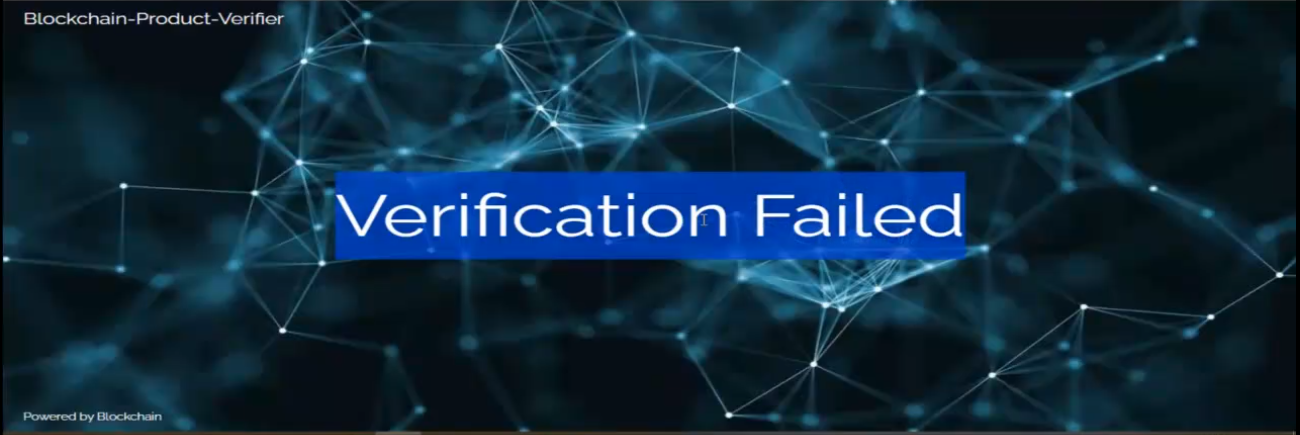 Blockchain-Product-Verifier
Verification Failed
Powered by Blockchain